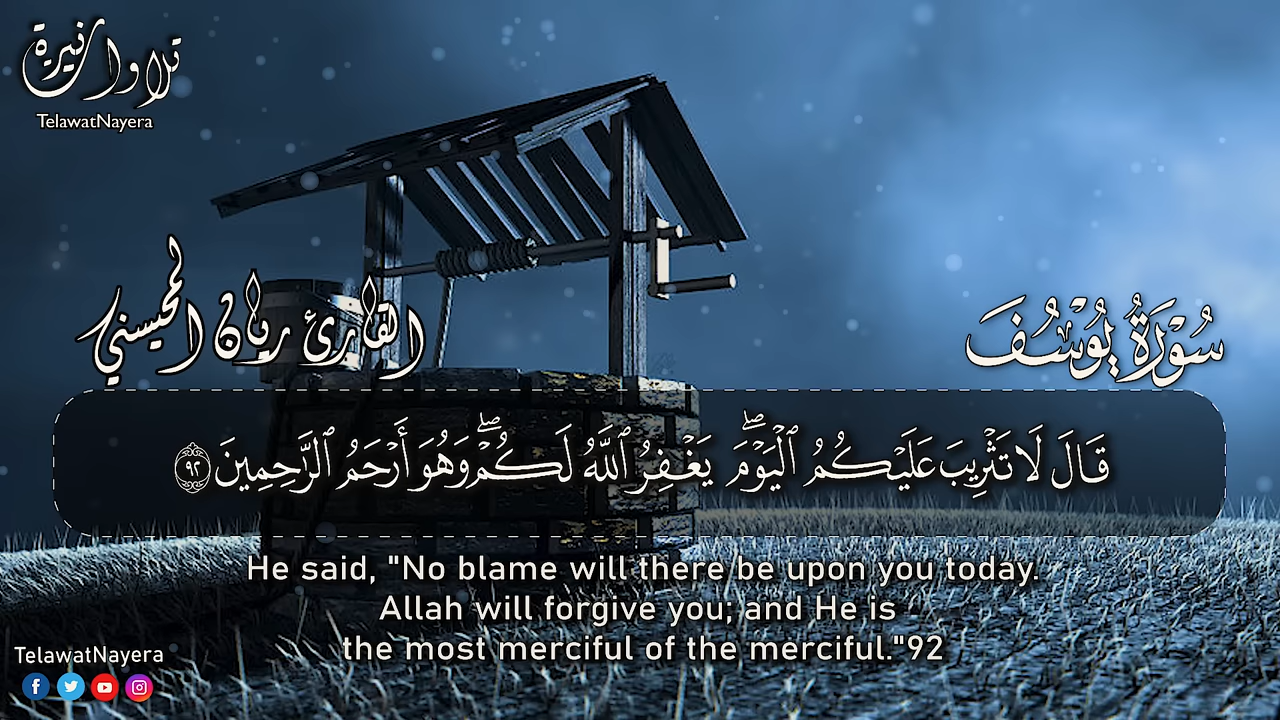 تلاوات نيرة
TelawatNayera
القارئ ريان المحيسني
سُورَةُ يُوسُفَ
قَالَ لَا تَثْرِيبَ عَلَيْكُمُ ٱلْيَوْمَۖ يَغْفِرُ ٱللَّهُ لَكُمْۖ وَهُوَ أَرْحَمُ ٱلرَّٰحِمِينَ ٩٢
He said, "No blame will there be upon you today.
Allah will forgive you; and He is
the most merciful of the merciful."92
TelawatNayera